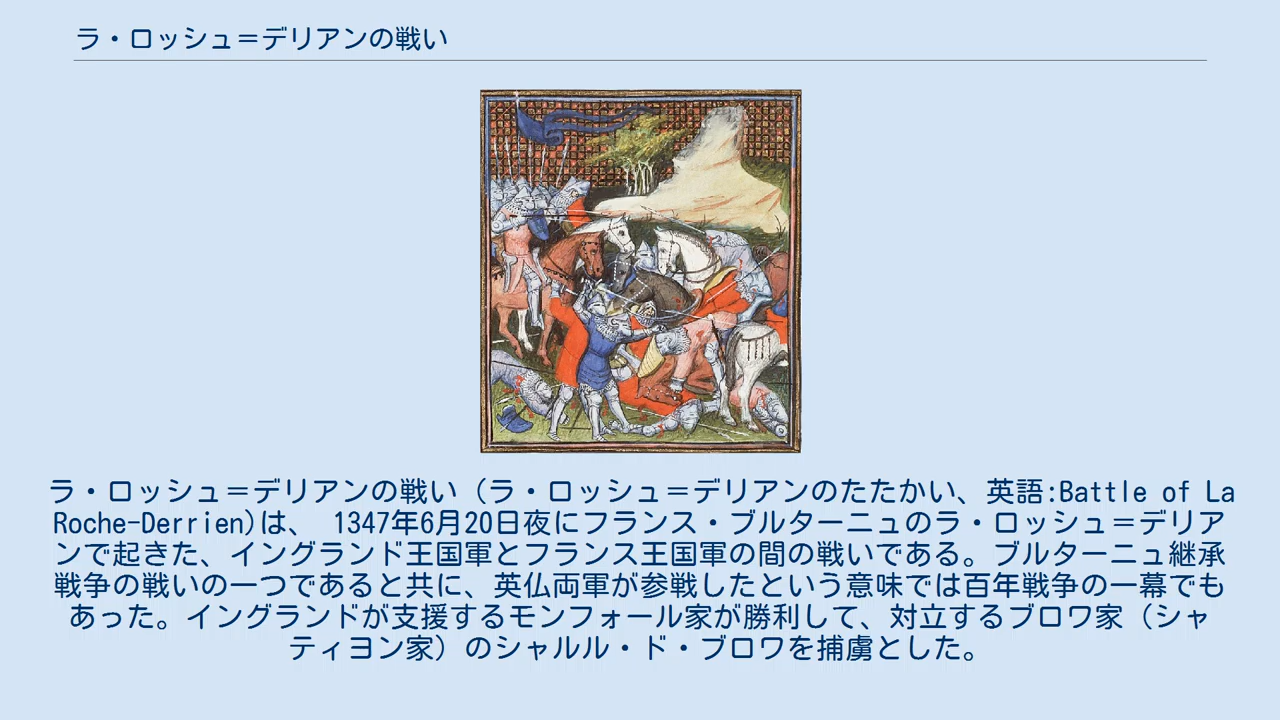 ラ・ロッシュ＝デリアンの戦い
ラ・ロッシュ＝デリアンの戦い（ラ・ロッシュ＝デリアンのたたかい、英語:Battle of La
Roche-Derrien)は、 1347年6月20日夜にフランス・ブルターニュのラ・ロッシュ＝デリア
ンで起きた、イングランド王国軍とフランス王国軍の間の戦いである。ブルターニュ継承
戦争の戦いの一つであると共に、英仏両軍が参戦したという意味では百年戦争の一幕でも
あった。イングランドが支援するモンフォール家が勝利して、対立するブロワ家（シャ
ティヨン家）のシャルル・ド・ブロワを捕虜とした。